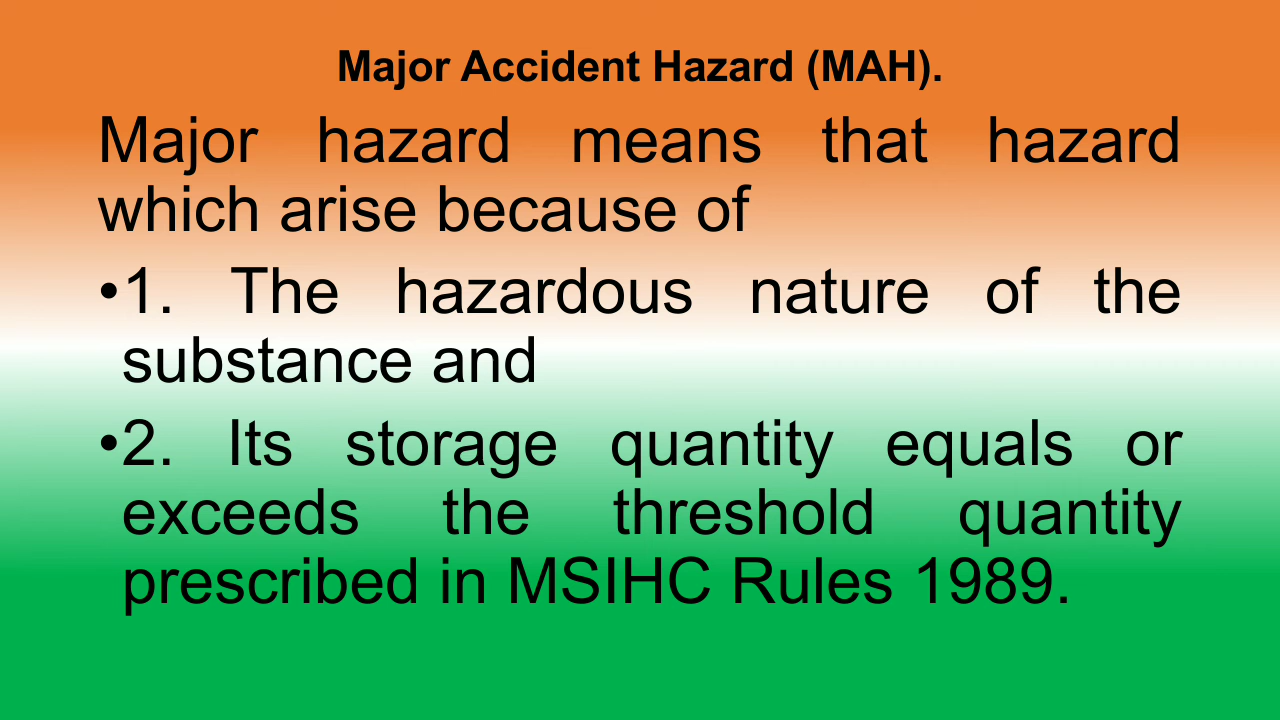 Major Accident Hazard (MAH).
Major hazard means that hazard
which arise because of
•1. The hazardous nature of the
substance and
•2. Its storage quantity equals or
exceeds the threshold quantity
prescribed in MSIHC Rules 1989.